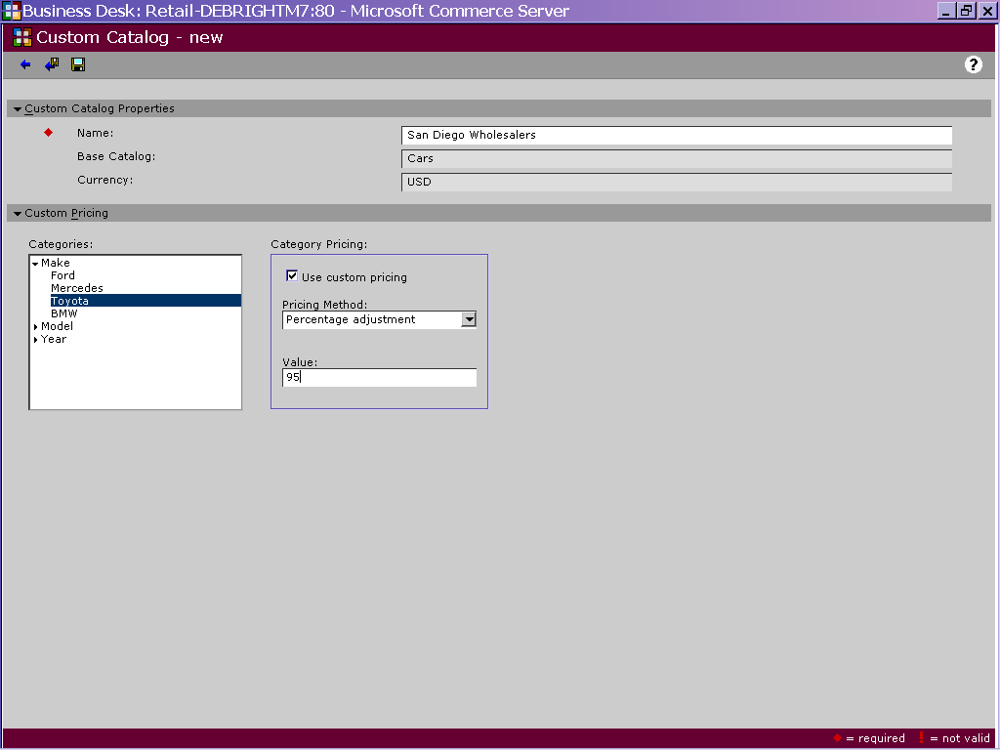 Business Desk: Retail-DEBRIGHTM7:80 - Microsoft Commerce Server
Custom Catalog - new
?
Custom Catalog Properties
Name: San Diego Wholesalers
Base Catalog: Cars
Currency: USD
Custom Pricing
Categories:
Make
Ford
Mercedes
Toyota
BMW
Model
Year
Category Pricing:
Use custom pricing
Pricing Method:
Percentage adjustment
Value:
95
= required = not valid